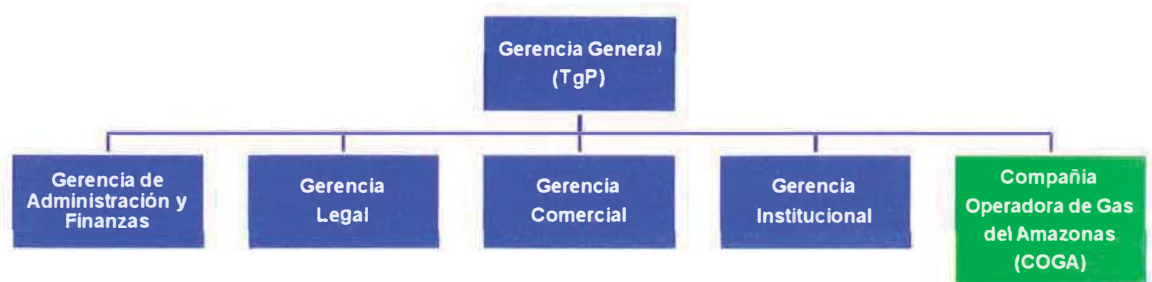 Gerencia General
(TgP)
Gerencia de
Administración y
Finanzas
Gerencia
Legal
Gerencia
Comercial
Gerencia
Institucional
Compañia
Operadora de Gas
del Amazonas
(COGA)